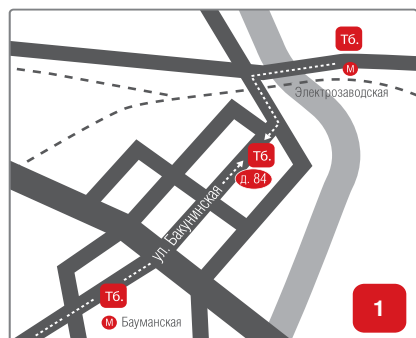 Тб.
М
Электрозаводская
Тб.
д. 84
ул. Бакунинская
Тб.
М Бауманская
1